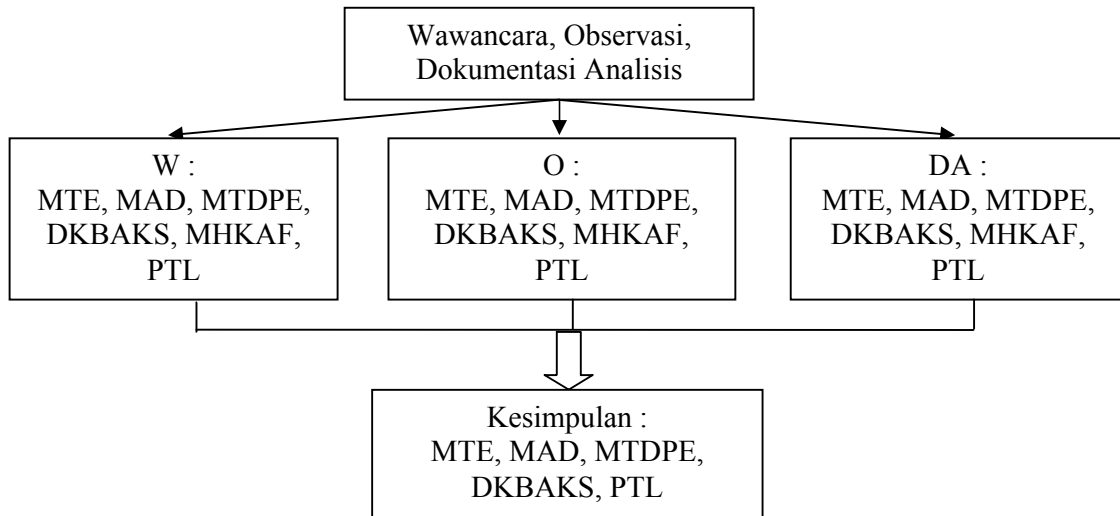 Wawancara, Observasi,
Dokumentasi Analisis
W :
MTE, MAD, MTDPE,
DKBAKS, MHKAF,
PTL
O :
MTE, MAD, MTDPE,
DKBAKS, MHKAF,
PTL
DA :
MTE, MAD, MTDPE,
DKBAKS, MHKAF,
PTL
Kesimpulan :
MTE, MAD, MTDPE,
DKBAKS, PTL